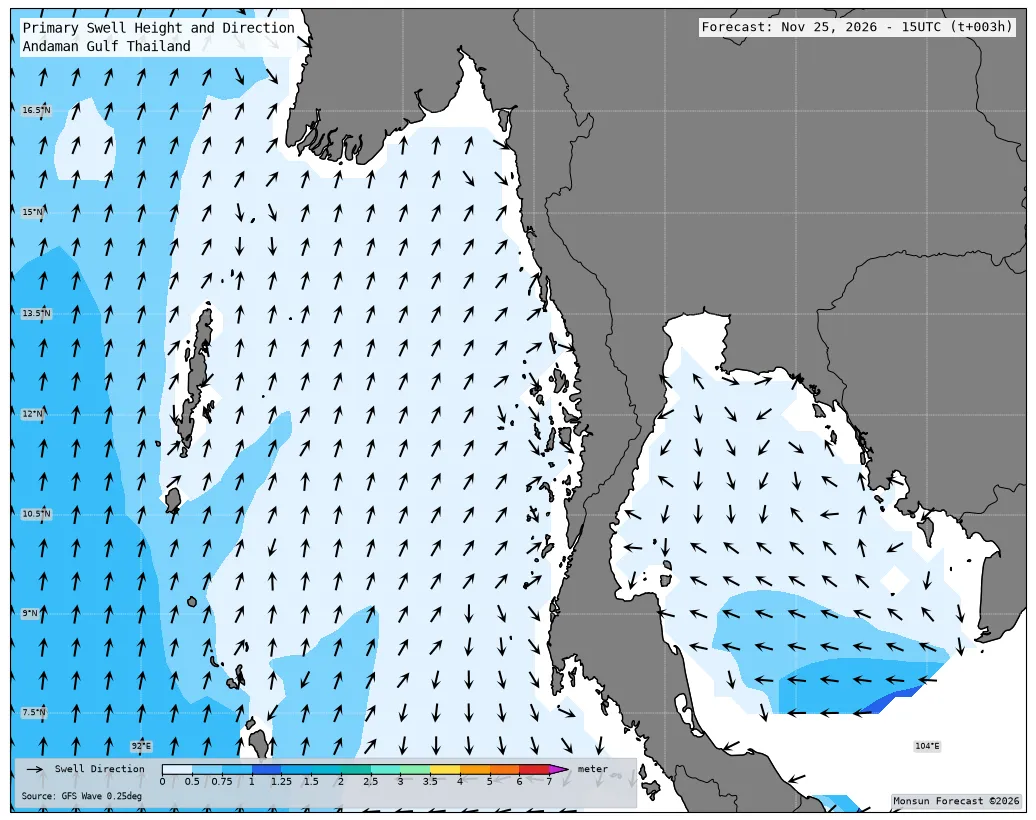 Primary Swell Height and Direction
Andaman Gulf Thailand
Forecast: Nov 25, 2026 - 15UTC (t+003h)
16.5°N
15°N
13.5°N
12°N
10.5°N
9°N
7.5°N
92°E
104°E
Swell Direction
0 0.5 0.75 1 1.25 1.5 2 2.5 3 3.5 4 5 6 7
meter
Source: GFS Wave 0.25deg
Monsun Forecast ©2026